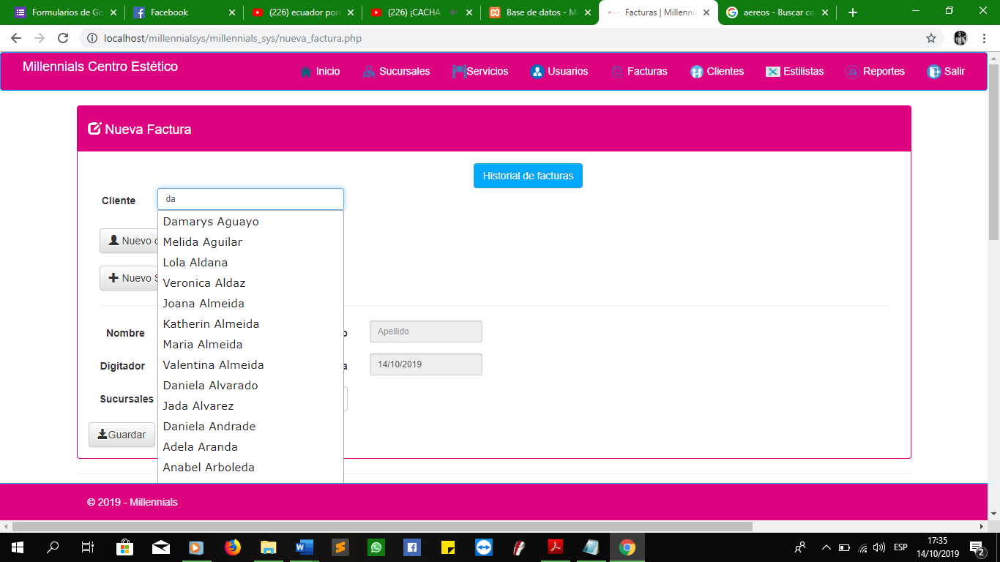 Formularios de Go
Facebook
(226) ecuador por
(226) ¡CACHA
Base de datos - M
Facturas | Millenni
aereos - Buscar co
localhost/millennialsys/millennials_sys/nueva_factura.php
Millennials Centro Estético
Inicio
Sucursales
Servicios
Usuarios
Facturas
Clientes
Estilistas
Reportes
Salir
Nueva Factura
Historial de facturas
Cliente
da
Damarys Aguayo
Nuevo c
Melida Aguilar
Lola Aldana
Nuevo S
Veronica Aldaz
Joana Almeida
Katherin Almeida
Nombre
o
Apellido
Maria Almeida
Digitador
Valentina Almeida
a
14/10/2019
Daniela Alvarado
Sucursales
Jada Alvarez
Daniela Andrade
Guardar
Adela Aranda
Anabel Arboleda
© 2019 - Millennials
ESP
17:35
14/10/2019
2